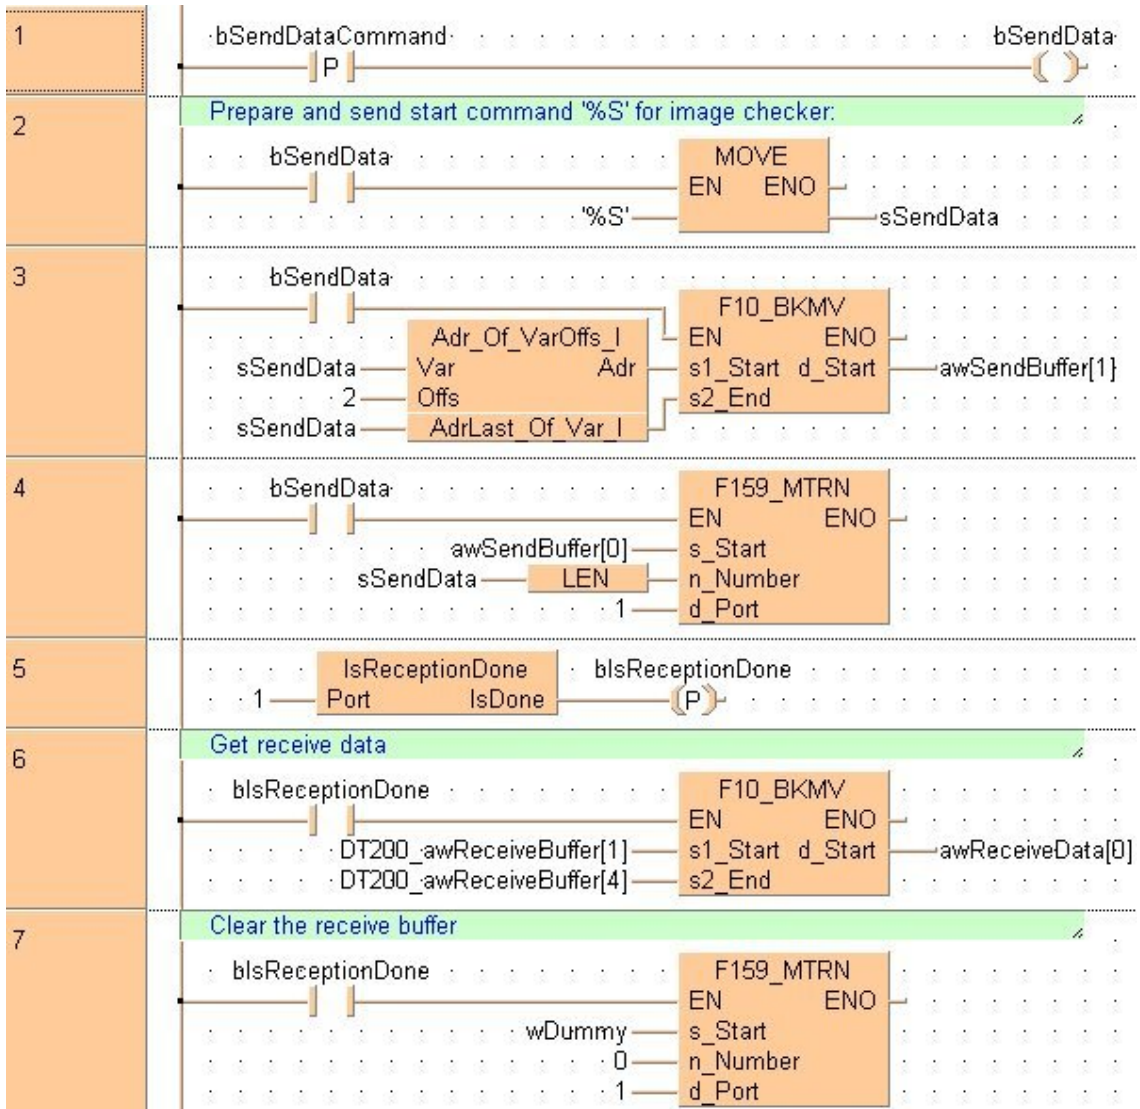 1
bSendDataCommand bSendData
P
2
Prepare and send start command '%S' for image checker:
bSendData MOVE
EN ENO
'%S' sSendData
3
bSendData F10_BKMV
Adr_Of_VarOffs_I EN ENO
sSendData Var Adr s1_Start d_Start awSendBuffer[1]
2 Offs s2_End
sSendData AdrLast_Of_Var_I
4
bSendData F159_MTRN
EN ENO
awSendBuffer[0] s_Start
sSendData LEN n_Number
1 d_Port
5
IsReceptionDone bIsReceptionDone
1 Port IsDone P
6
Get receive data
bIsReceptionDone F10_BKMV
EN ENO
DT200_awReceiveBuffer[1] s1_Start d_Start awReceiveData[0]
DT200_awReceiveBuffer[4] s2_End
7
Clear the receive buffer
bIsReceptionDone F159_MTRN
EN ENO
wDummy s_Start
0 n_Number
1 d_Port